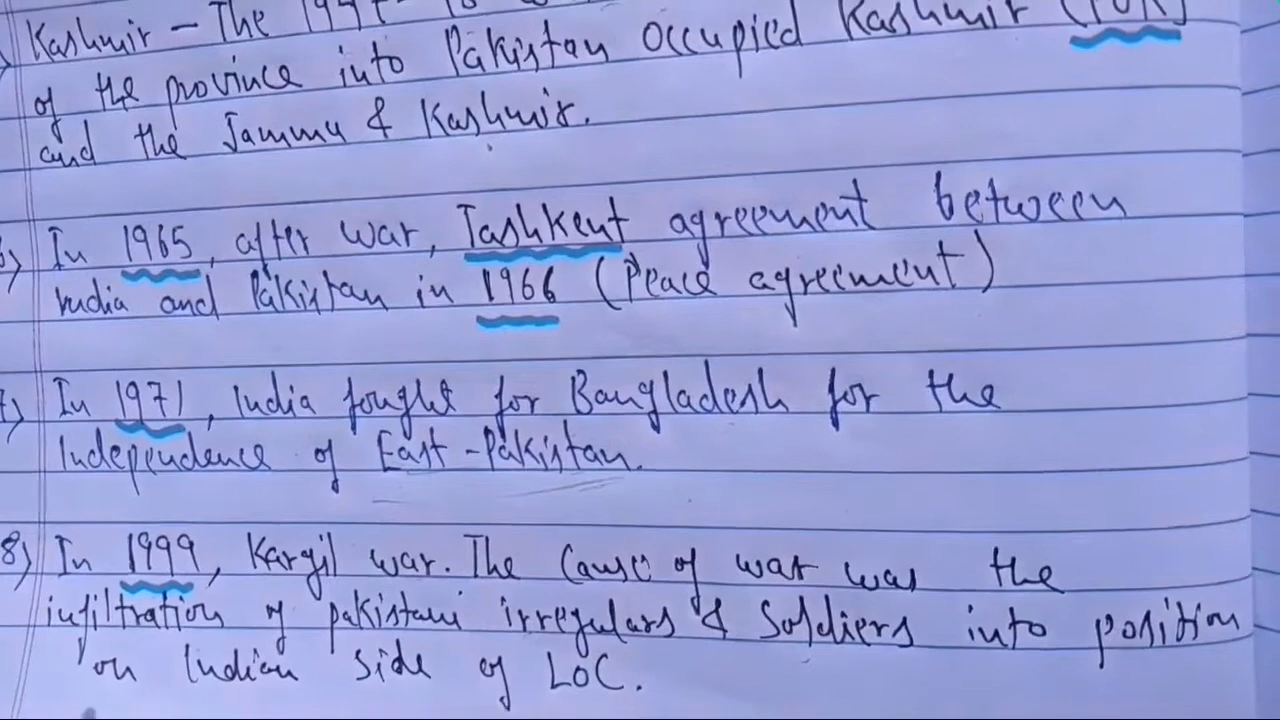 Kashmir - The
of the province into Pakistan occupied Kashmir (POK)
and the Jammu & Kashmir.
In 1965, after war, Tashkent agreement between
India and Pakistan in 1966 (Peace agreement)
In 1971, India fought for Bangladesh for the
Independence of East-Pakistan.
8) In 1999, Kargil war. The Cause of war was the
infiltration of pakistani irregulars & Soldiers into position
on Indian side of LOC.